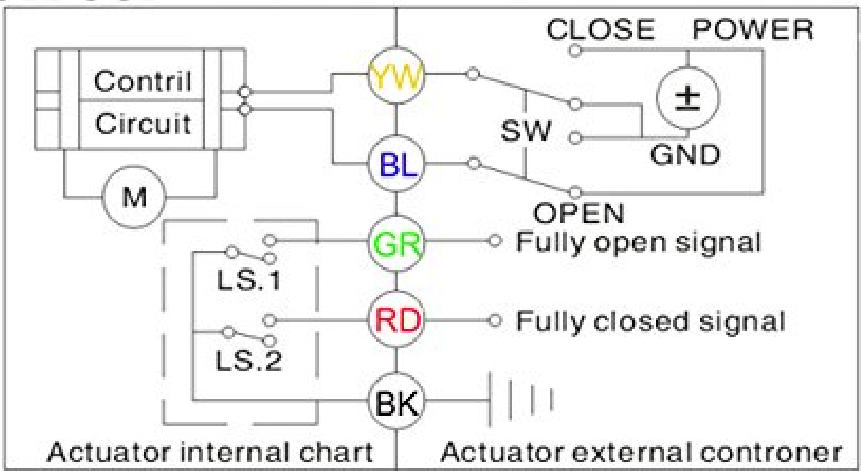 CLOSE POWER
Contril
Circuit
YW
±
SW
GND
BL
M
OPEN
GR
Fully open signal
LS.1
RD
Fully closed signal
LS.2
BK
Actuator internal chart
Actuator external controner